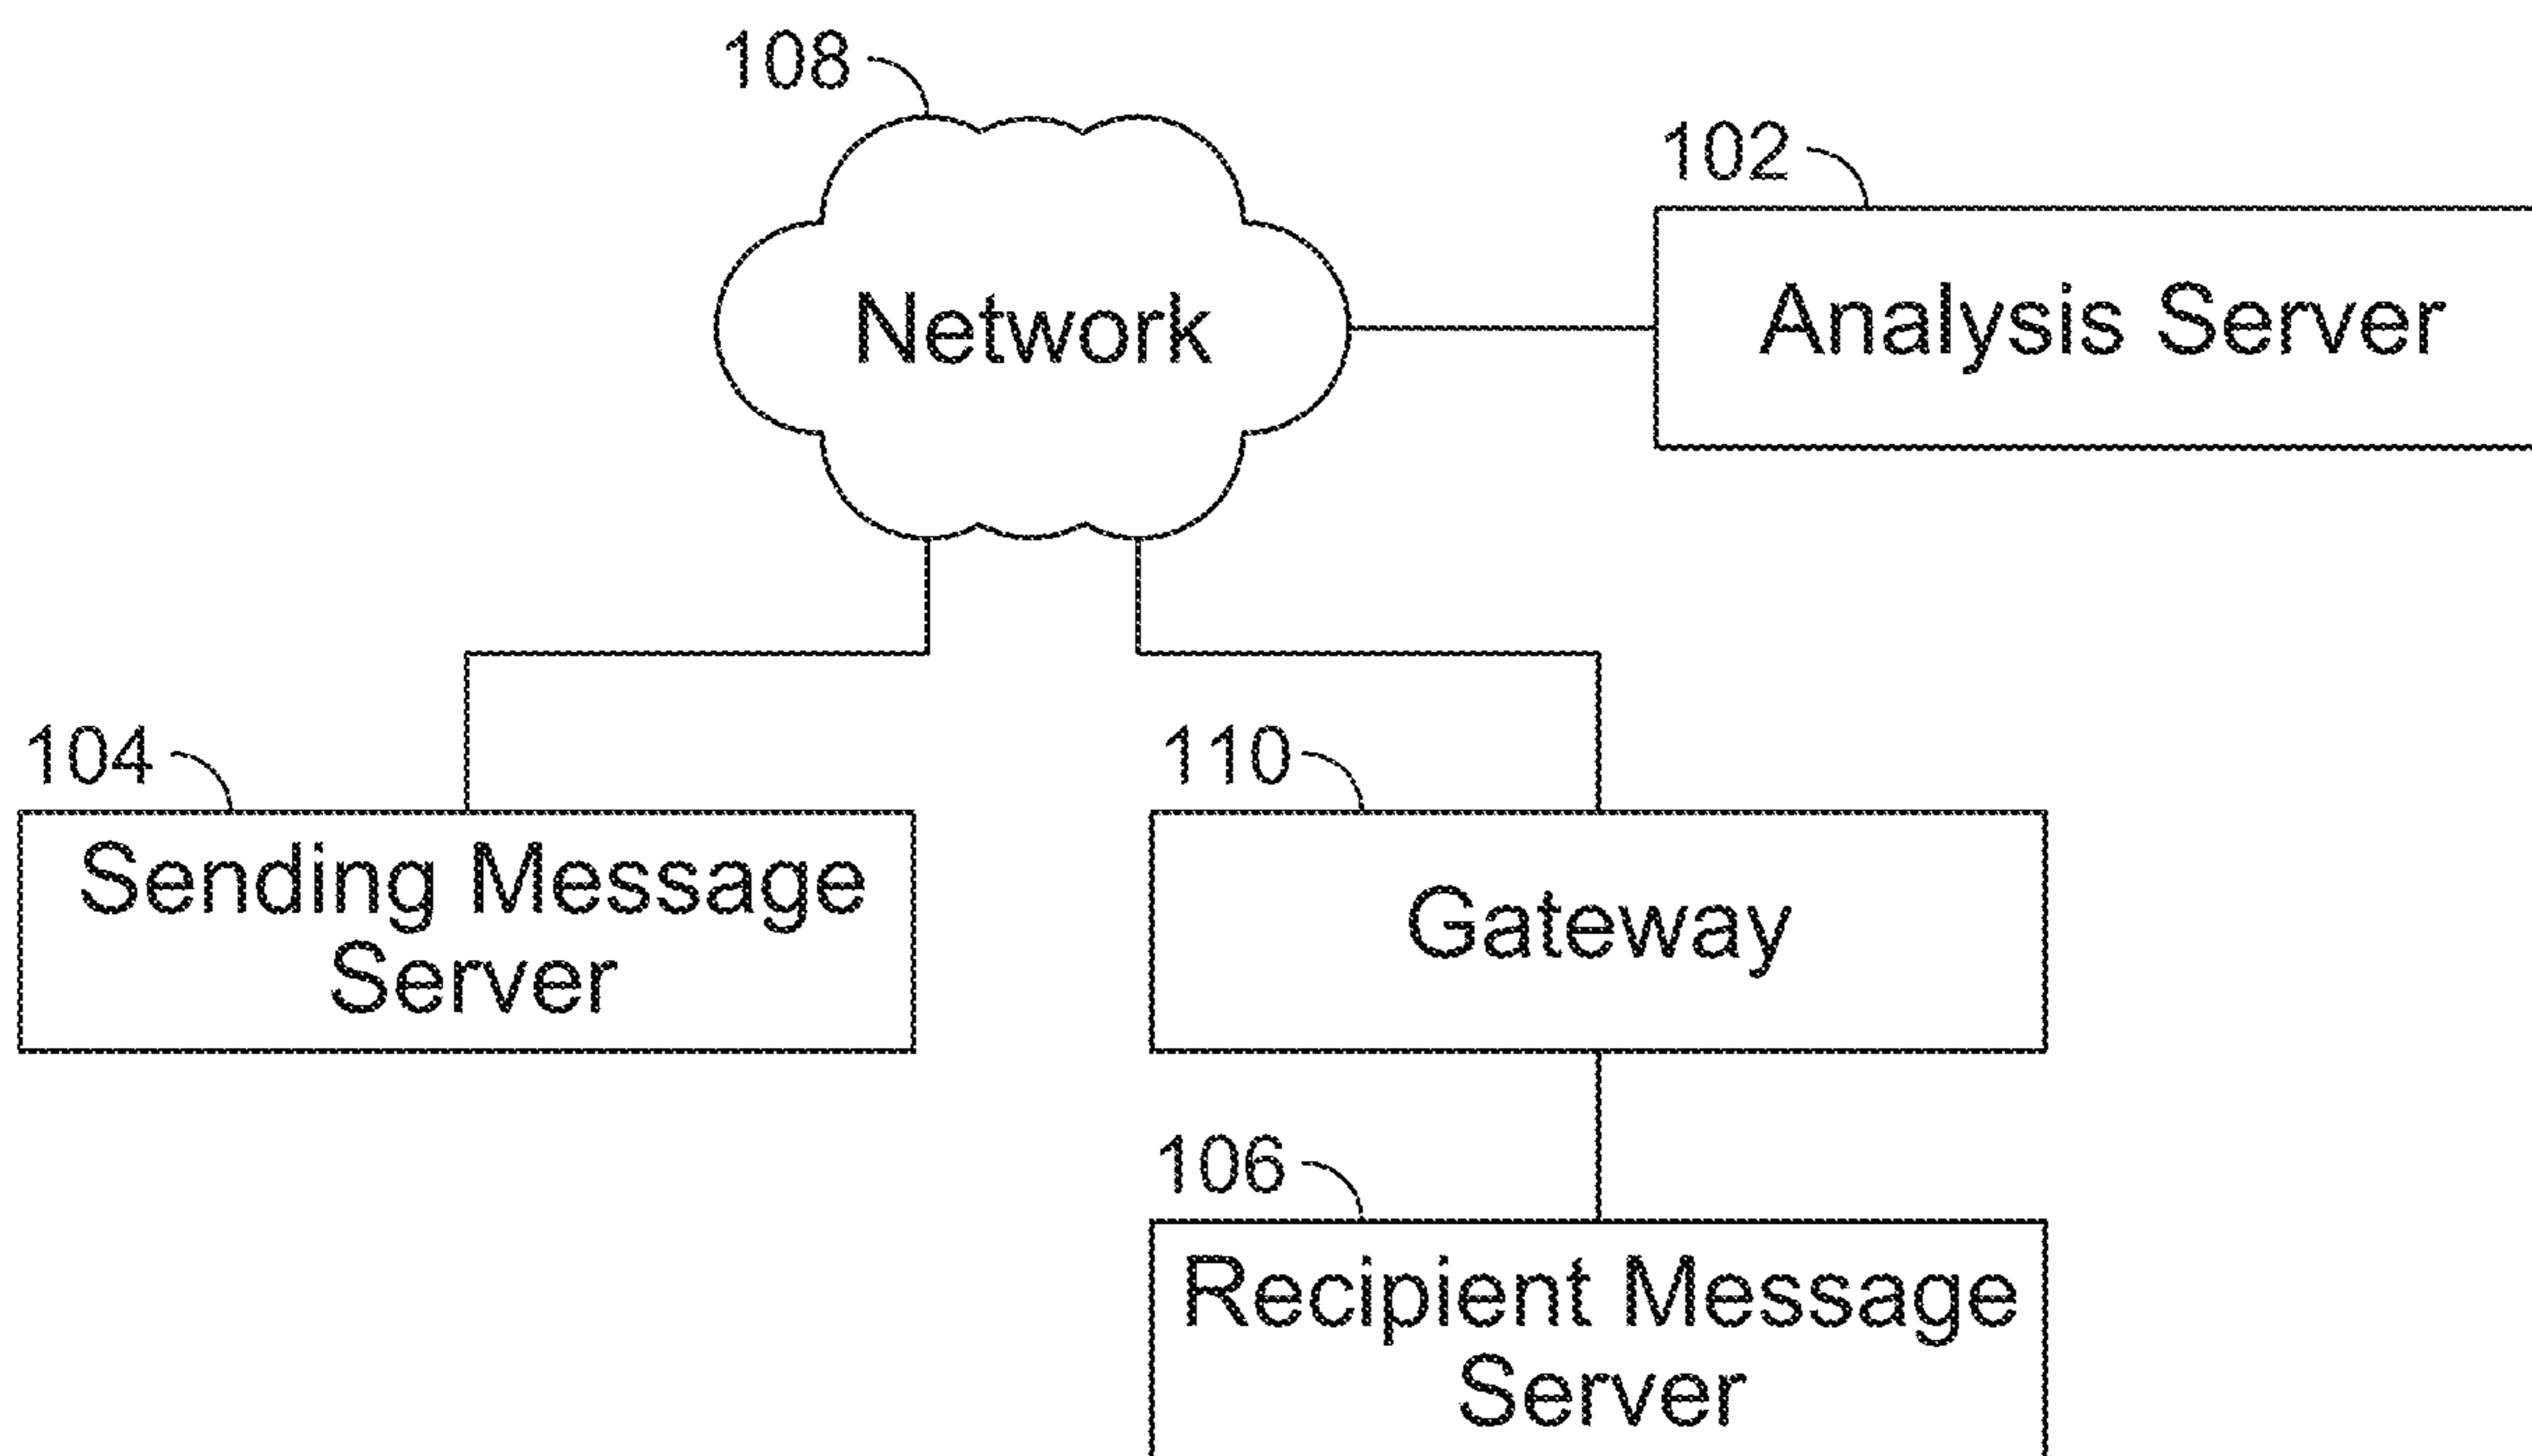 108
102
Network
Analysis Server
104
110
Sending Message
Server
Gateway
106
Recipient Message
Server